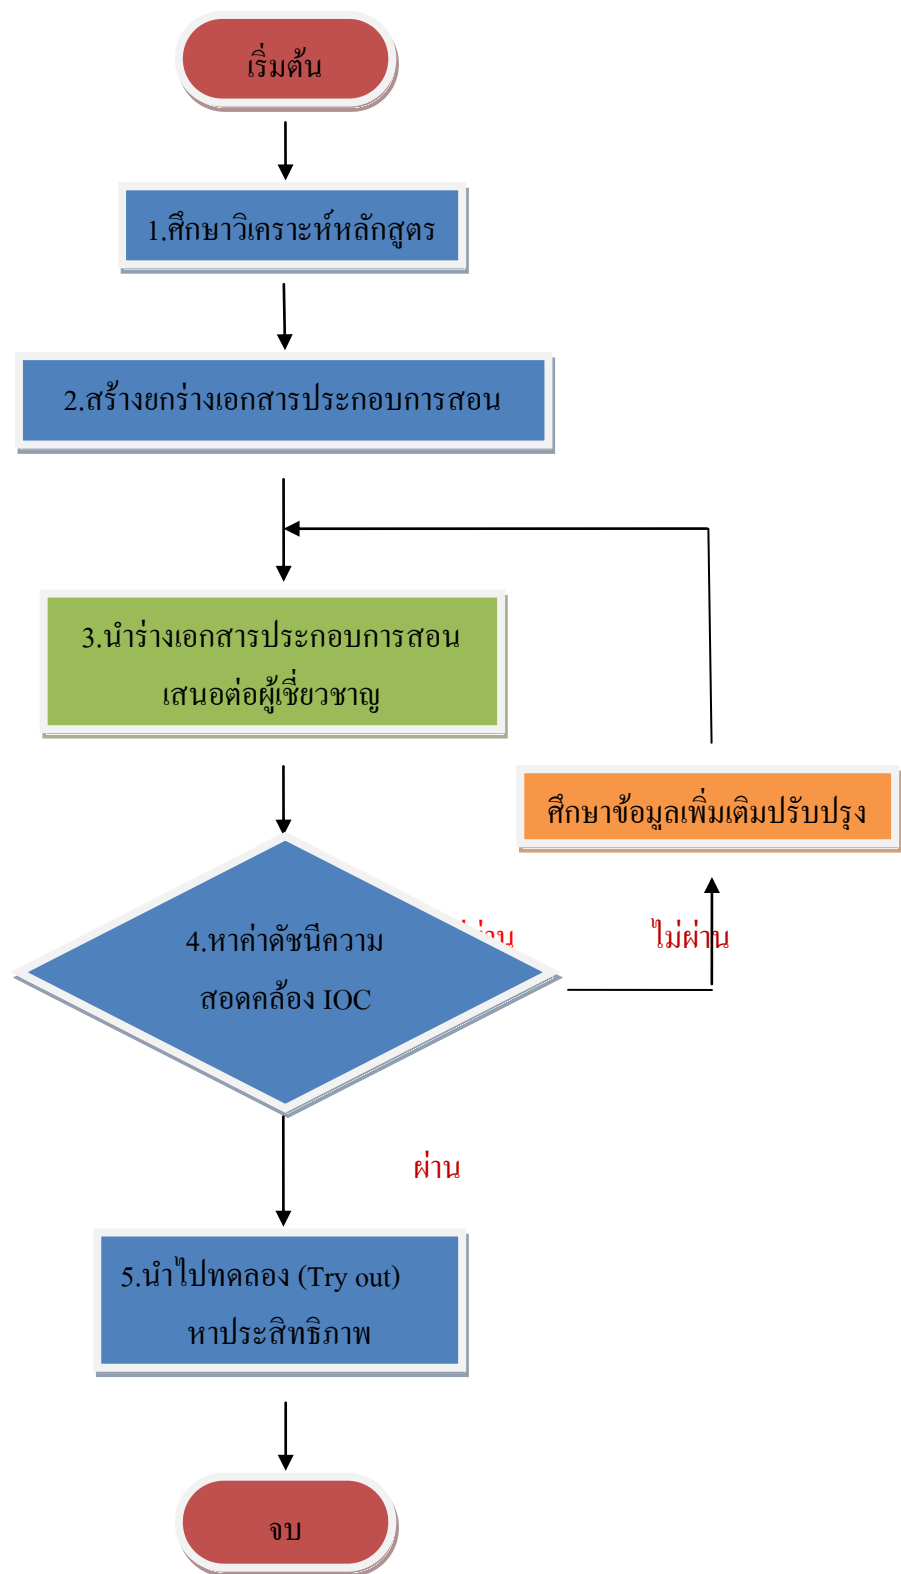 เริ่มต้น
1.ศึกษาวิเคราะห์หลักสูตร
2.สร้างยกร่างเอกสารประกอบการสอน
3.นำร่างเอกสารประกอบการสอน
เสนอต่อผู้เชี่ยวชาญ
ศึกษาข้อมูลเพิ่มเติมปรับปรุง
4.หาค่าดัชนีความ
สอดคล้อง IOC
ไม่ผ่าน
ผ่าน
5.นำไปทดลอง (Try out)
หาประสิทธิภาพ
จบ